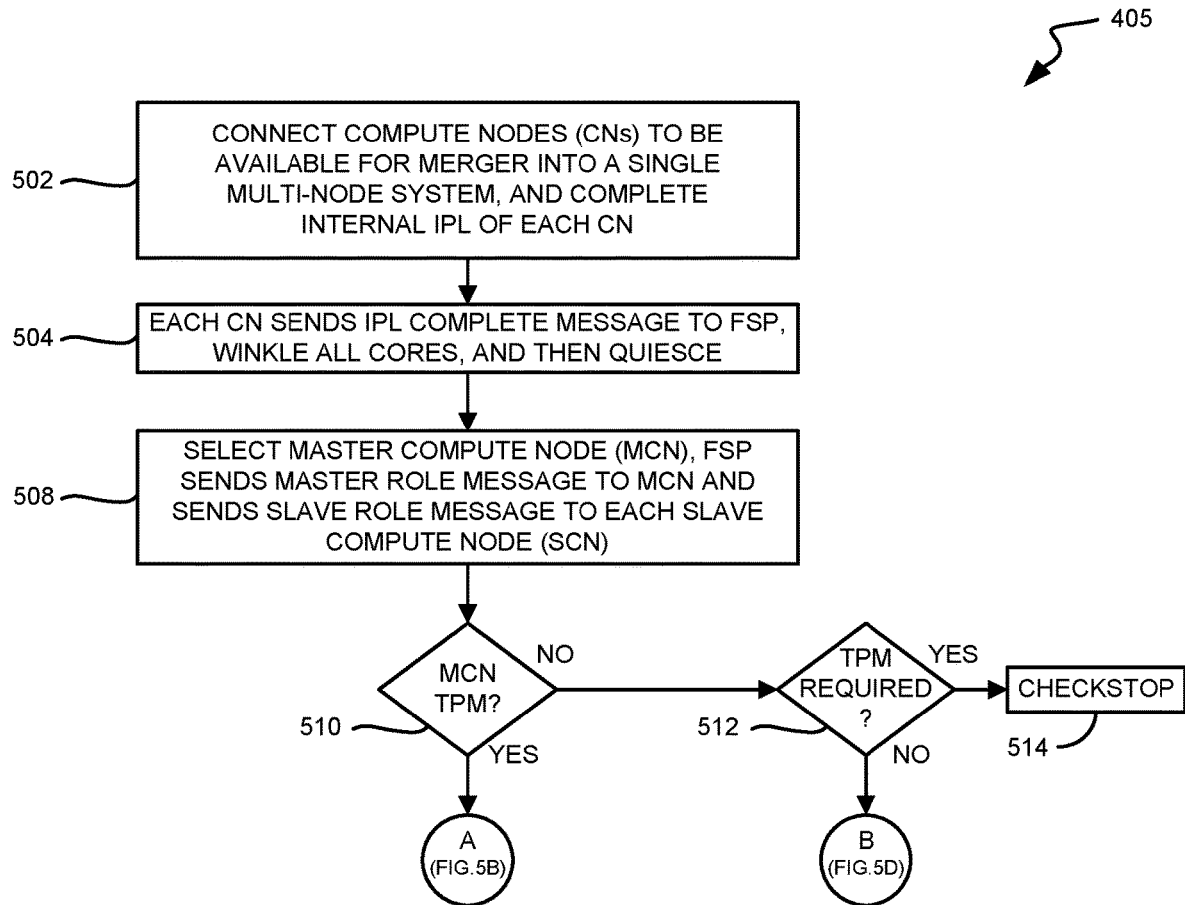 405
CONNECT COMPUTE NODES (CNs) TO BE
AVAILABLE FOR MERGER INTO A SINGLE
MULTI-NODE SYSTEM, AND COMPLETE
INTERNAL IPL OF EACH CN
502
EACH CN SENDS IPL COMPLETE MESSAGE TO FSP,
WINKLE ALL CORES, AND THEN QUIESCE
504
SELECT MASTER COMPUTE NODE (MCN), FSP
SENDS MASTER ROLE MESSAGE TO MCN AND
SENDS SLAVE ROLE MESSAGE TO EACH SLAVE
COMPUTE NODE (SCN)
508
MCN
TPM?
NO
510
YES
TPM
REQUIRED
?
YES
512
NO
CHECKSTOP
514
A
(FIG.5B)
B
(FIG.5D)